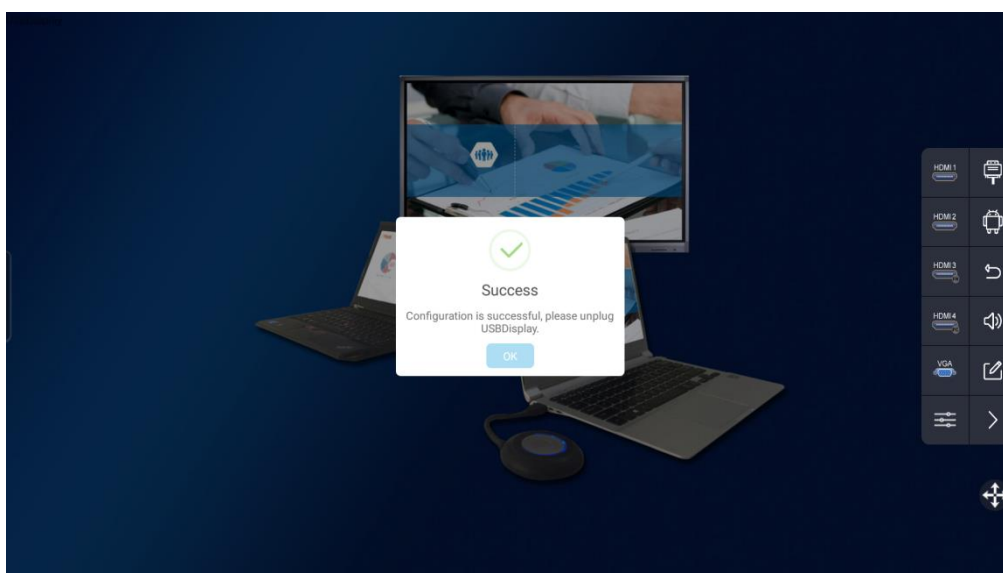 Success
Configuration is successful, please unplug
USBDisplay.
OK
HDMI 1
HDMI 2
HDMI 3
HDMI 4
VGA